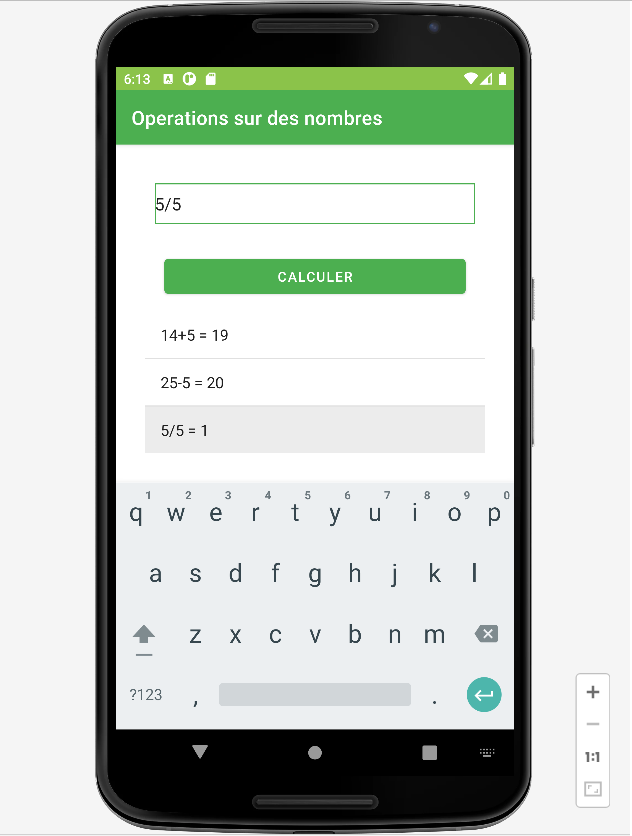 6:13
Operations sur des nombres
5/5
CALCULER
14+5 = 19
25-5 = 20
5/5 = 1
1 2 3 4 5 6 7 8 9 0
q w e r t y u i o p
a s d f g h j k l
z x c v b n m
?123 , .
1:1